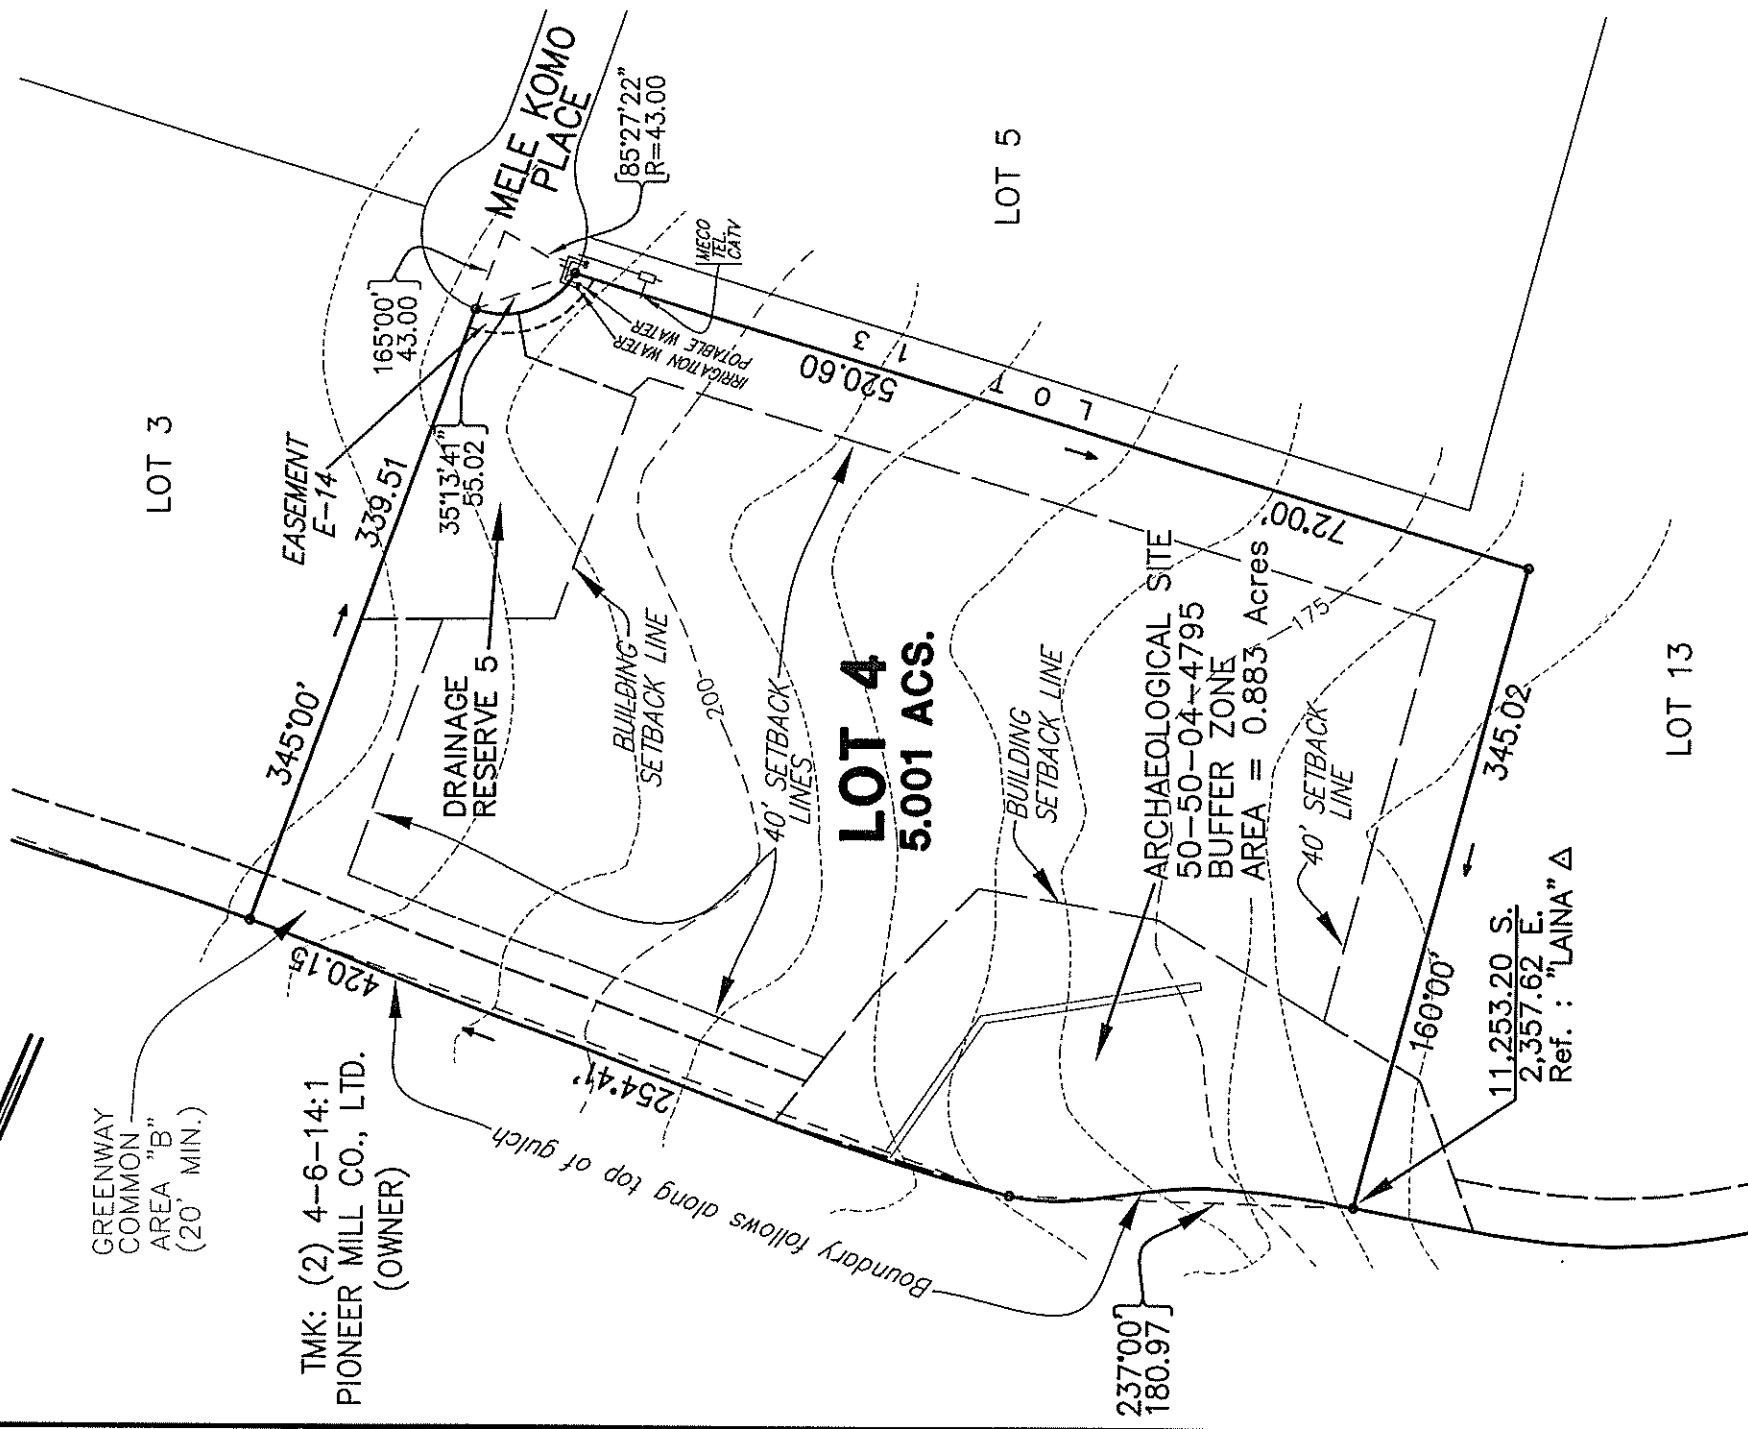 GREENWAY
COMMON
AREA "B"
(20' MIN.)
TMK: (2) 4-6-14:1
PIONEER MILL CO., LTD.
(OWNER)
LOT 3
EASEMENT
E-14
345°00'
339.51
165°00'
43.00
35°13'41"
55.02
MELE KOMO
PLACE
85°27'22"
R=43.00
MECO
TEL.
CATV
POTABLE WATER
IRRIGATION WATER
LOT 5
DRAINAGE
RESERVE 5
BUILDING
SETBACK LINE
200
40' SETBACK
LINES
LOT 4
5.001 ACS.
520.60
72°00'
LOT 13
420.15
254°41'
Boundary follows along top of gulch
BUILDING
SETBACK LINE
ARCHAEOLOGICAL SITE
50-50-04-4795
BUFFER ZONE
AREA = 0.883 Acres
175
40' SETBACK
LINE
345.02
160°00'
237°00'
180.97
11,253.20 S.
2,357.62 E.
Ref. : "LAINA" Δ
LOT 13